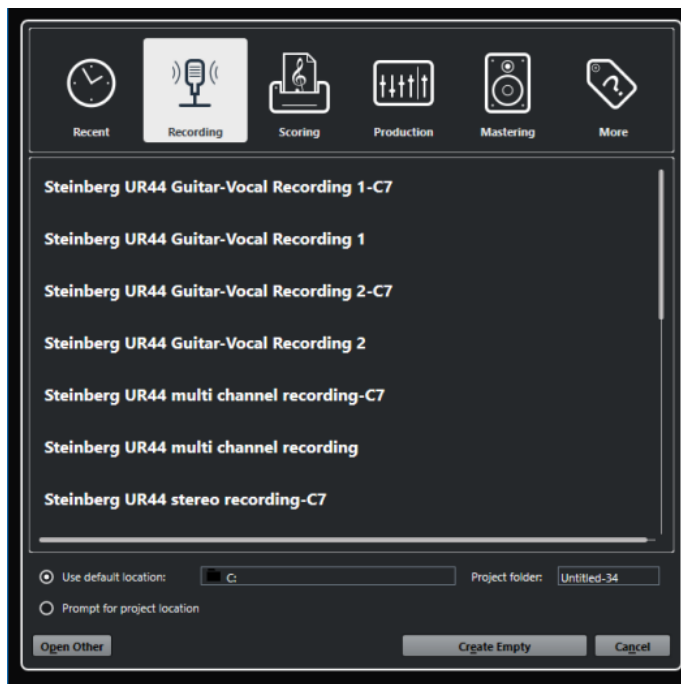 Recent Recording Scoring Production Mastering More
Steinberg UR44 Guitar-Vocal Recording 1-C7
Steinberg UR44 Guitar-Vocal Recording 1
Steinberg UR44 Guitar-Vocal Recording 2-C7
Steinberg UR44 Guitar-Vocal Recording 2
Steinberg UR44 multi channel recording-C7
Steinberg UR44 multi channel recording
Steinberg UR44 stereo recording-C7
Use default location: C: Project folder: Untitled-34
Prompt for project location
Open Other Create Empty Cancel